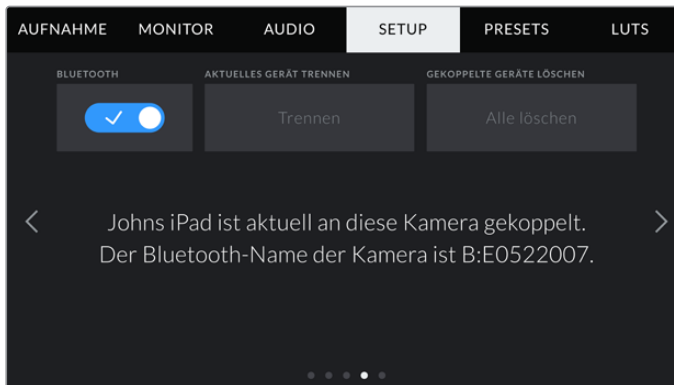 AUFNAHME MONITOR AUDIO SETUP PRESETS LUTS
BLUETOOTH AKTUELLES GERÄT TRENNEN GEKOPPELTE GERÄTE LÖSCHEN
Trennen Alle löschen
Johns iPad ist aktuell an diese Kamera gekoppelt.
Der Bluetooth-Name der Kamera ist B:E0522007.